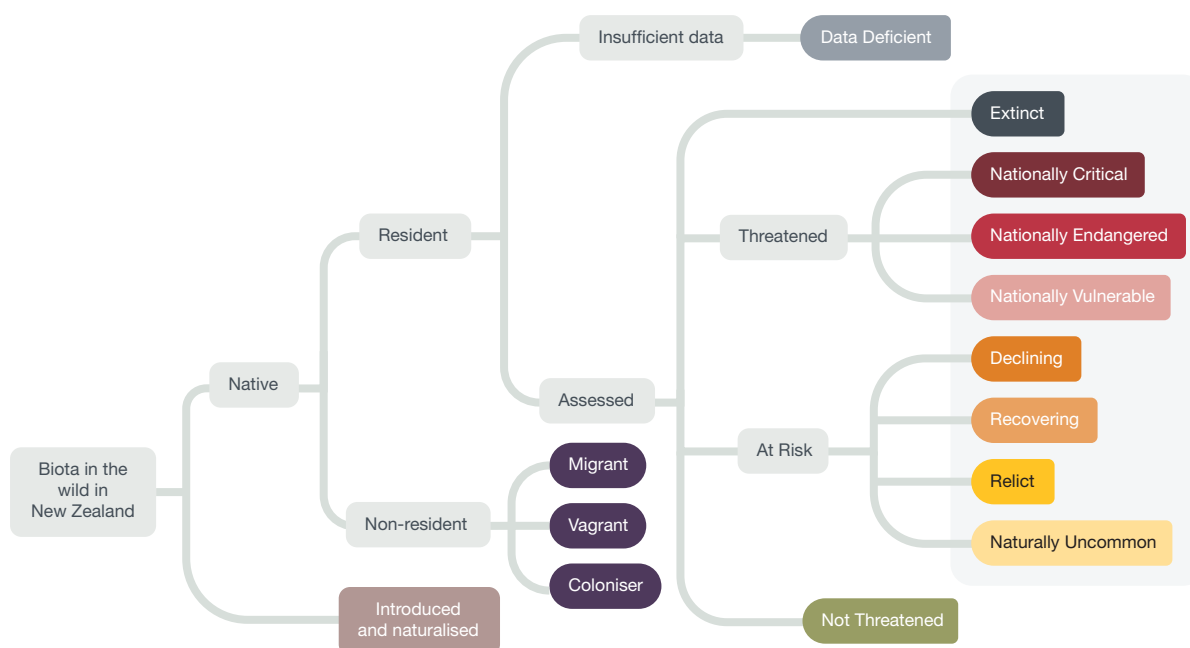 Insufficient data
Data Deficient
Extinct
Nationally Critical
Resident
Threatened
Nationally Endangered
Nationally Vulnerable
Native
Declining
Assessed
Recovering
At Risk
Biota in the
wild in
New Zealand
Migrant
Relict
Non-resident
Vagrant
Naturally Uncommon
Coloniser
Introduced
and naturalised
Not Threatened